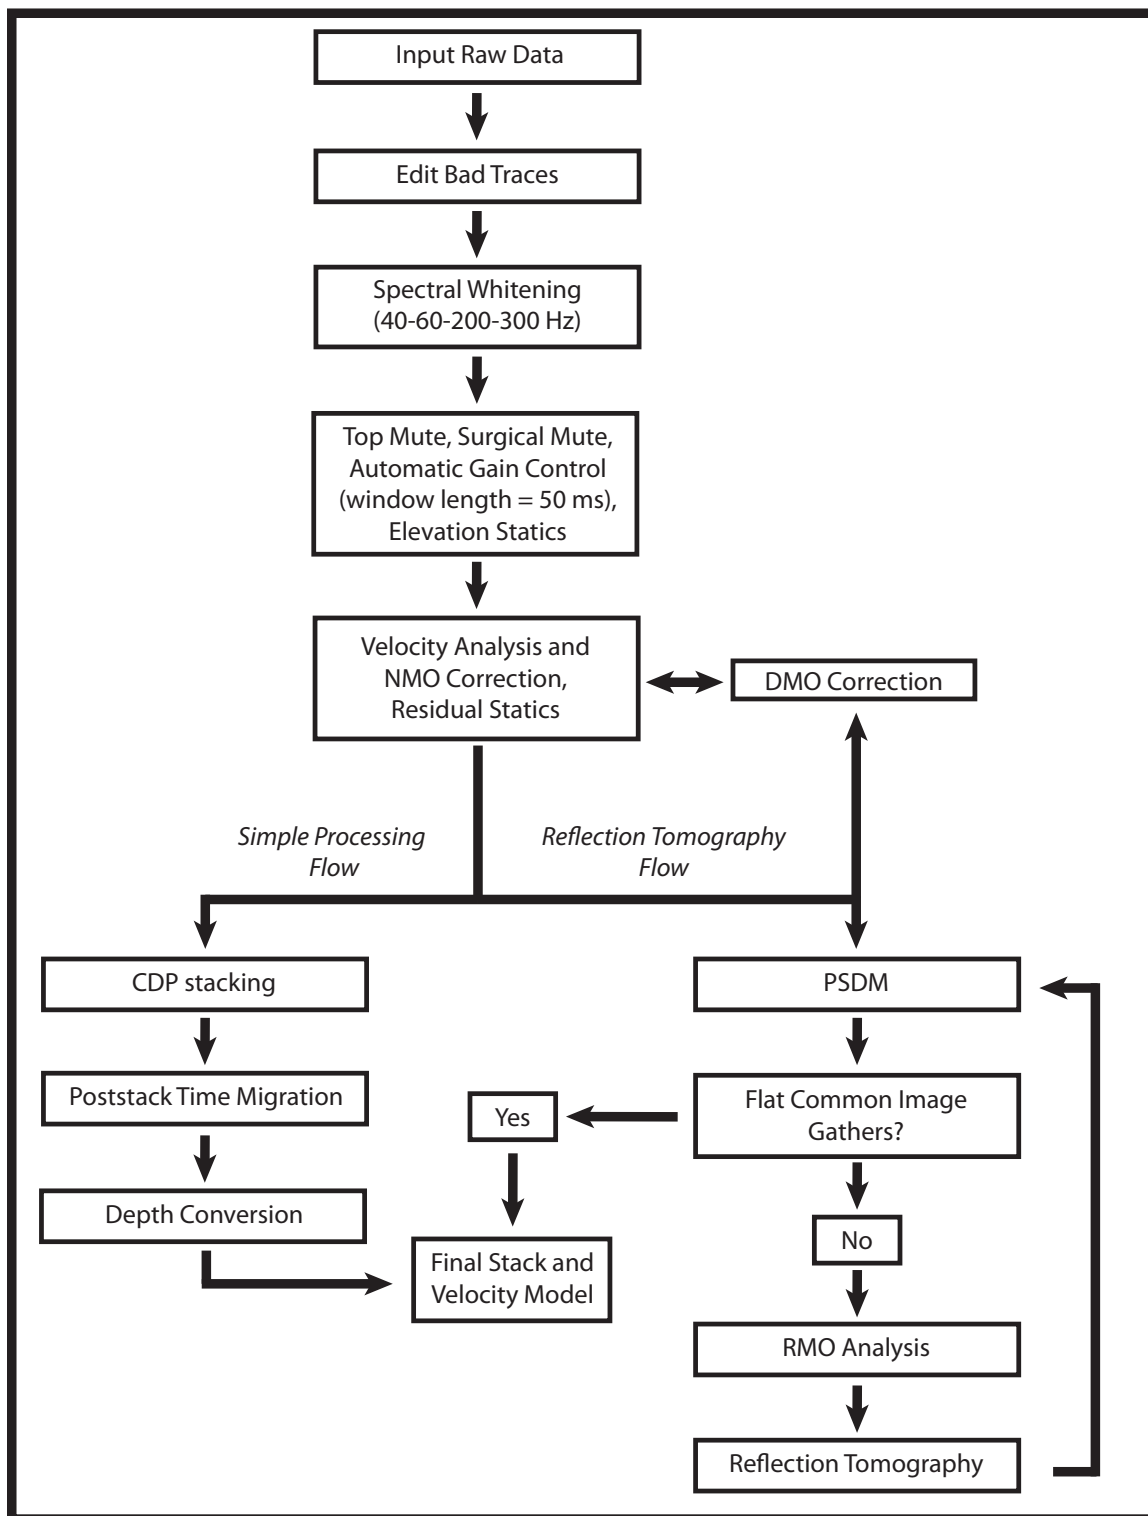 Input Raw Data
Edit Bad Traces
Spectral Whitening
(40-60-200-300 Hz)
Top Mute, Surgical Mute,
Automatic Gain Control
(window length = 50 ms),
Elevation Statics
Velocity Analysis and
NMO Correction,
Residual Statics
DMO Correction
Simple Processing
Flow
Reflection Tomography
Flow
CDP stacking
Poststack Time Migration
Depth Conversion
PSDM
Flat Common Image
Gathers?
Yes
No
Final Stack and
Velocity Model
RMO Analysis
Reflection Tomography